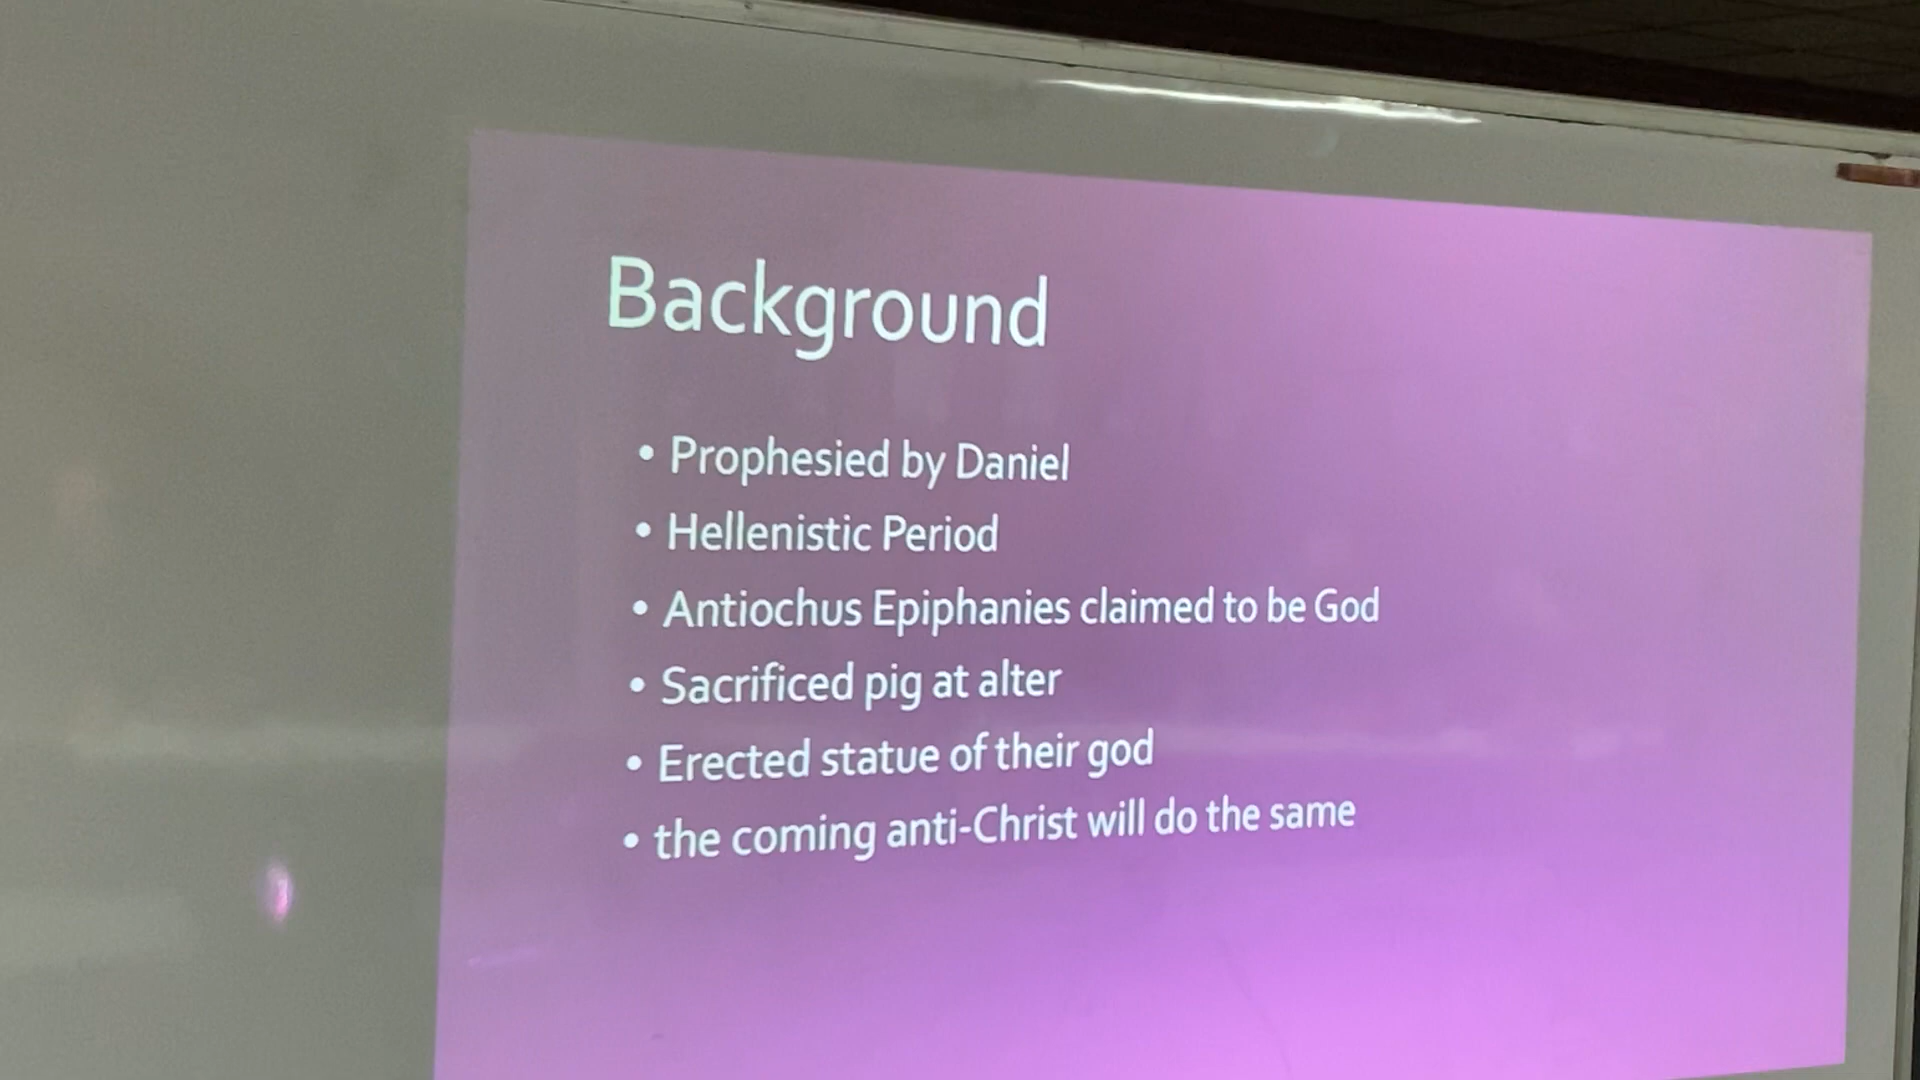 Background
• Prophesied by Daniel
• Hellenistic Period
• Antiochus Epiphanies claimed to be God
• Sacrificed pig at alter
• Erected statue of their god
• the coming anti-Christ will do the same